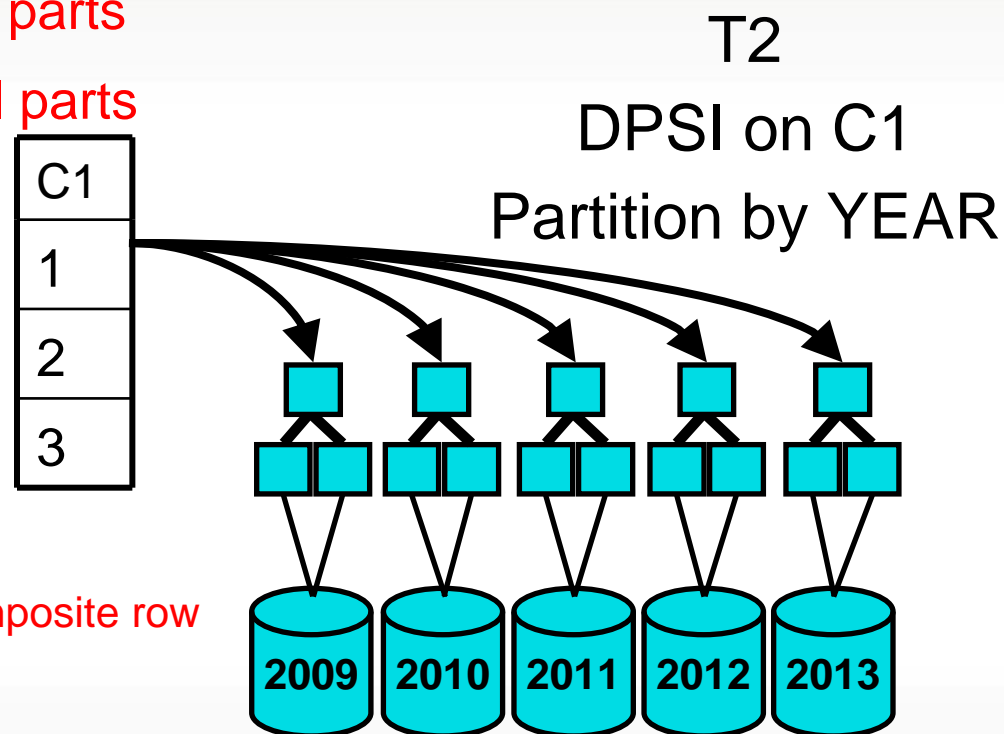 parts
parts
T2
DPSI on C1
Partition by YEAR
C1
1
2
3
composite row
2009 2010 2011 2012 2013